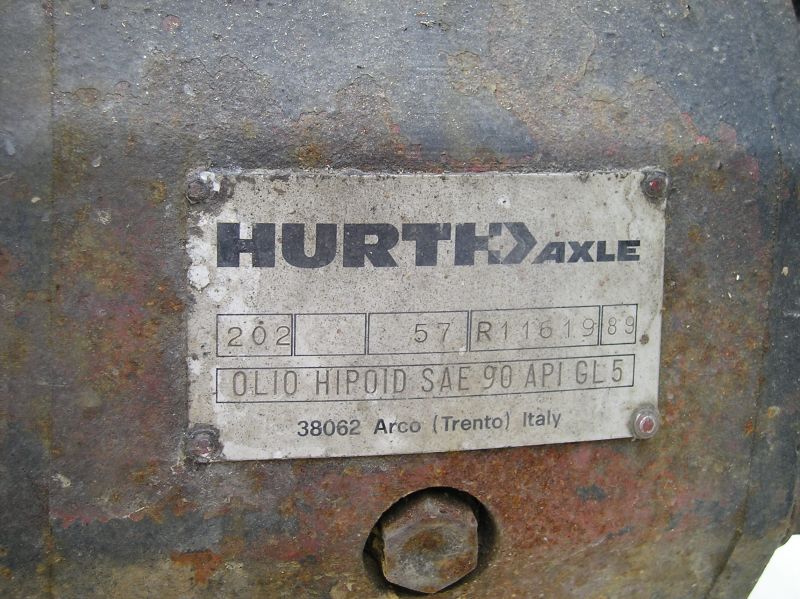 HURTH AXLE
202 57 R11619 89
OLIO HIPOID SAE 90 API GL5
38062 Arco (Trento) Italy